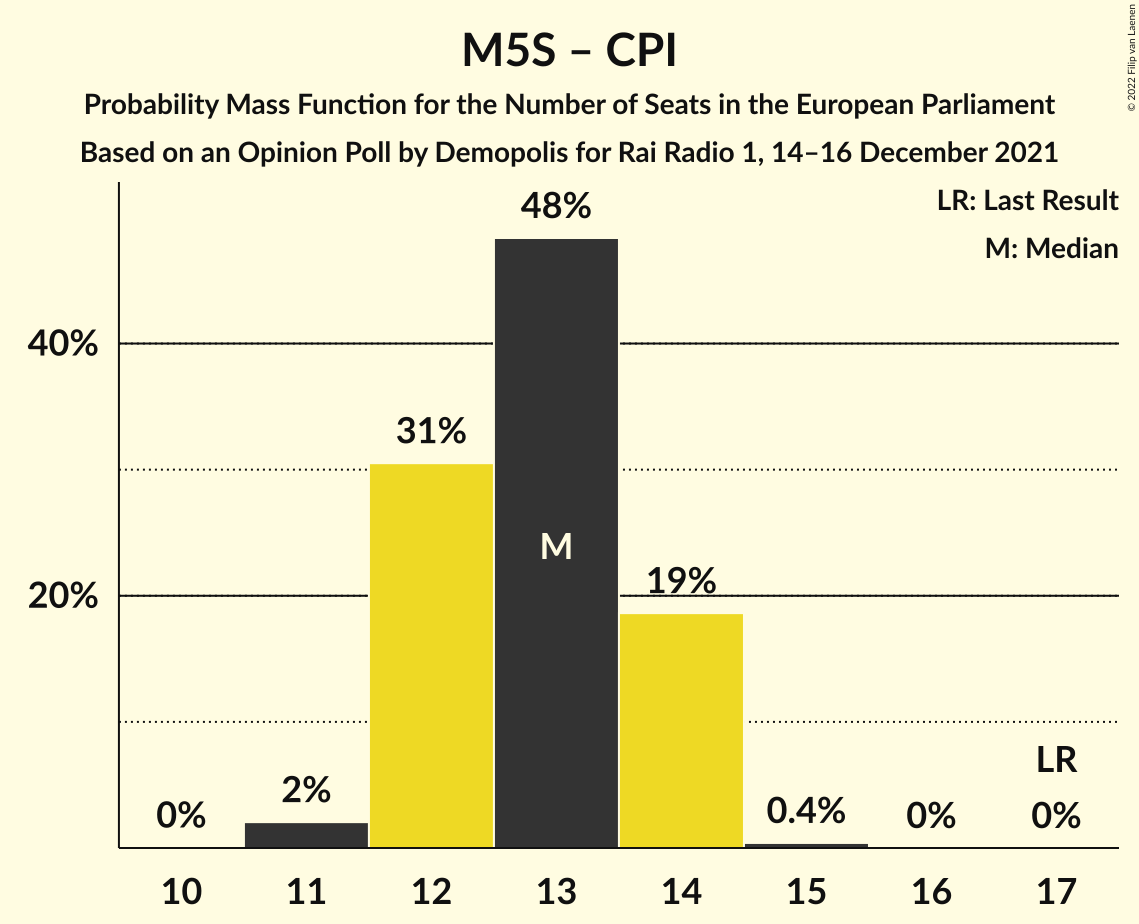 M5S – CPI
Probability Mass Function for the Number of Seats in the European Parliament
Based on an Opinion Poll by Demopolis for Rai Radio 1, 14–16 December 2021
© 2022 Filip van Laenen
LR: Last Result
M: Median
48%
40%
31%
M
19%
20%
LR
2%
0%
0.4%
0%
0%
10 11 12 13 14 15 16 17